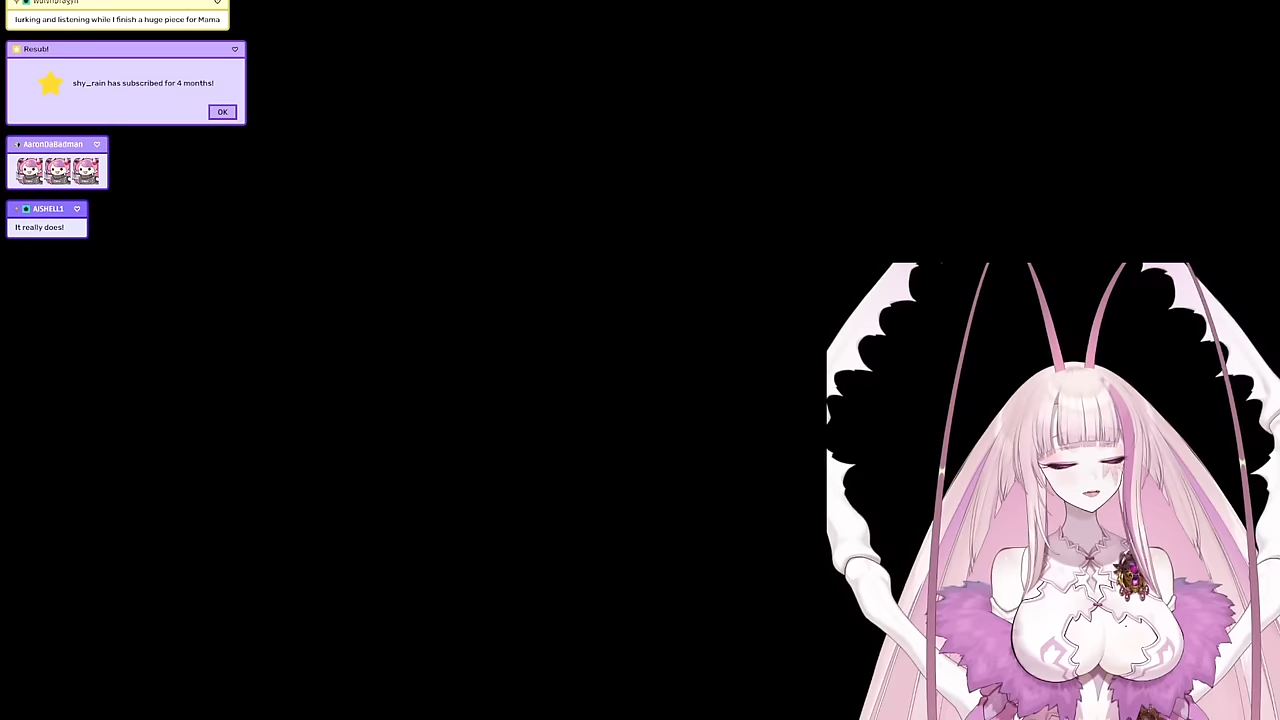 lurking and listening while I finish a huge piece for Mama
Resub!
shy_rain has subscribed for 4 months!
OK
AaronDaBadman
AJSHELL1
It really does!